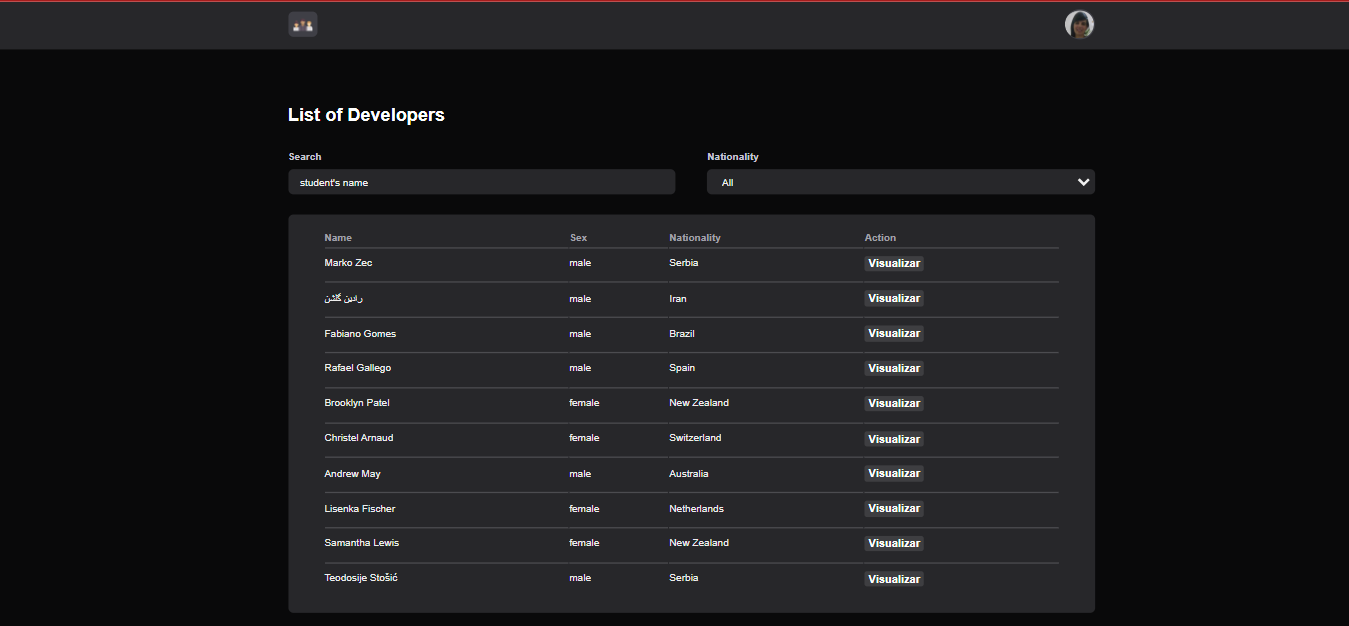 List of Developers
Search Nationality
student's name All
Name Sex Nationality Action
Marko Zec male Serbia Visualizar
رادین گلشن male Iran Visualizar
Fabiano Gomes male Brazil Visualizar
Rafael Gallego male Spain Visualizar
Brooklyn Patel female New Zealand Visualizar
Christel Arnaud female Switzerland Visualizar
Andrew May male Australia Visualizar
Lisenka Fischer female Netherlands Visualizar
Samantha Lewis female New Zealand Visualizar
Teodosije Stošić male Serbia Visualizar